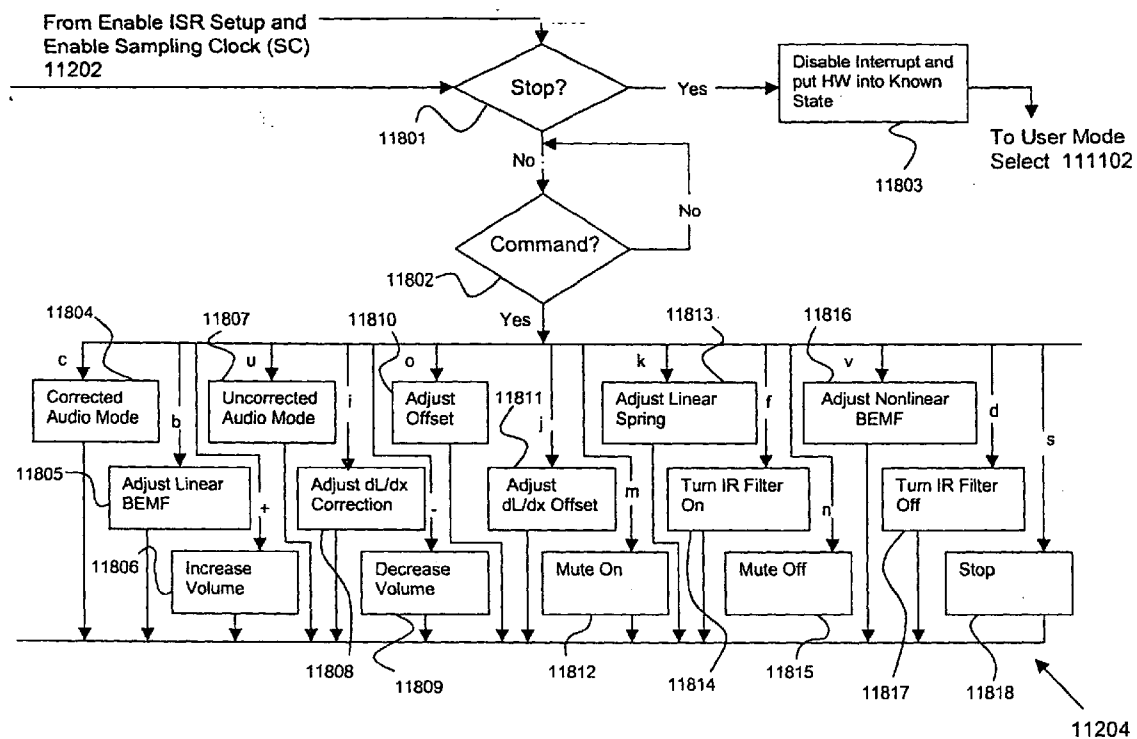 From Enable ISR Setup and
Enable Sampling Clock (SC)
11202
Stop?
Yes
Disable Interrupt and
put HW into Known
State
11801
11803
To User Mode
Select 111102
No
No
Command?
11802
Yes
11804
11807
11810
11813
11816
c
u
o
k
v
Corrected
Audio Mode
b
Uncorrected
Audio Mode
i
Adjust
Offset
11811
j
Adjust Linear
Spring
f
Adjust Nonlinear
BEMF
d
s
11805
Adjust Linear
BEMF
+
Adjust dL/dx
Correction
-
Adjust
dL/dx Offset
m
Turn IR Filter
On
n
Turn IR Filter
Off
11806
Increase
Volume
Decrease
Volume
Mute On
Mute Off
Stop
11808
11809
11812
11814
11815
11817
11818
11204